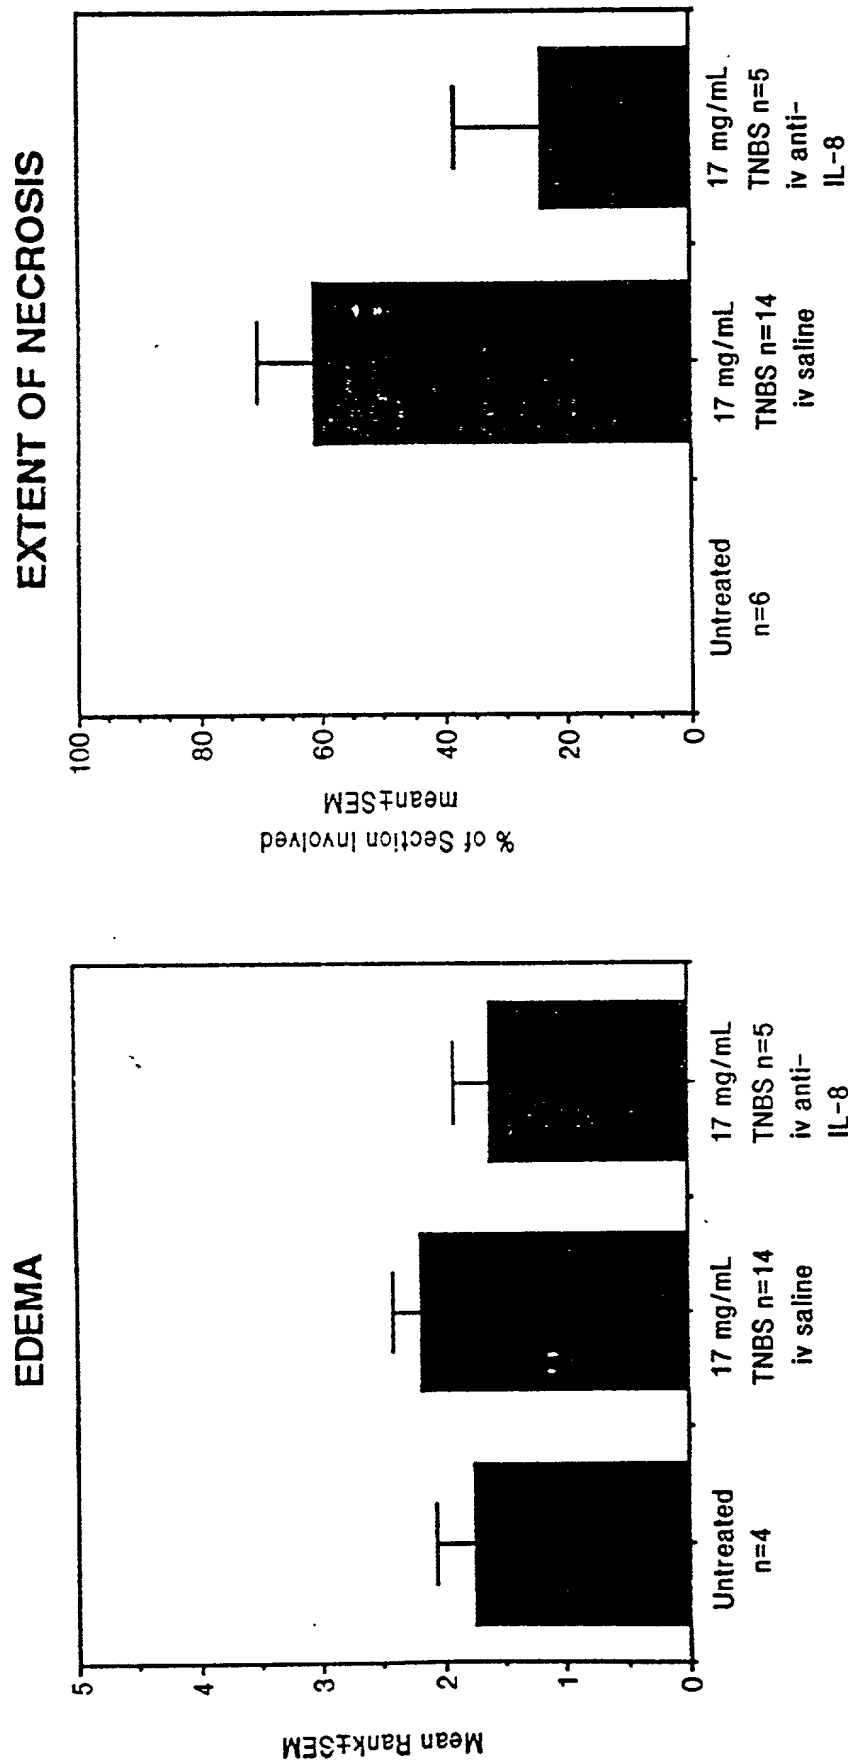 EDEMA
Mean Rank±SEM
5
4
3
2
1
0
Untreated
n=4
17 mg/mL
TNBS n=14
iv saline
17 mg/mL
TNBS n=5
iv anti-
IL-8
EXTENT OF NECROSIS
% of Section Involved
mean±SEM
100
80
60
40
20
0
Untreated
n=6
17 mg/mL
TNBS n=14
iv saline
17 mg/mL
TNBS n=5
iv anti-
IL-8